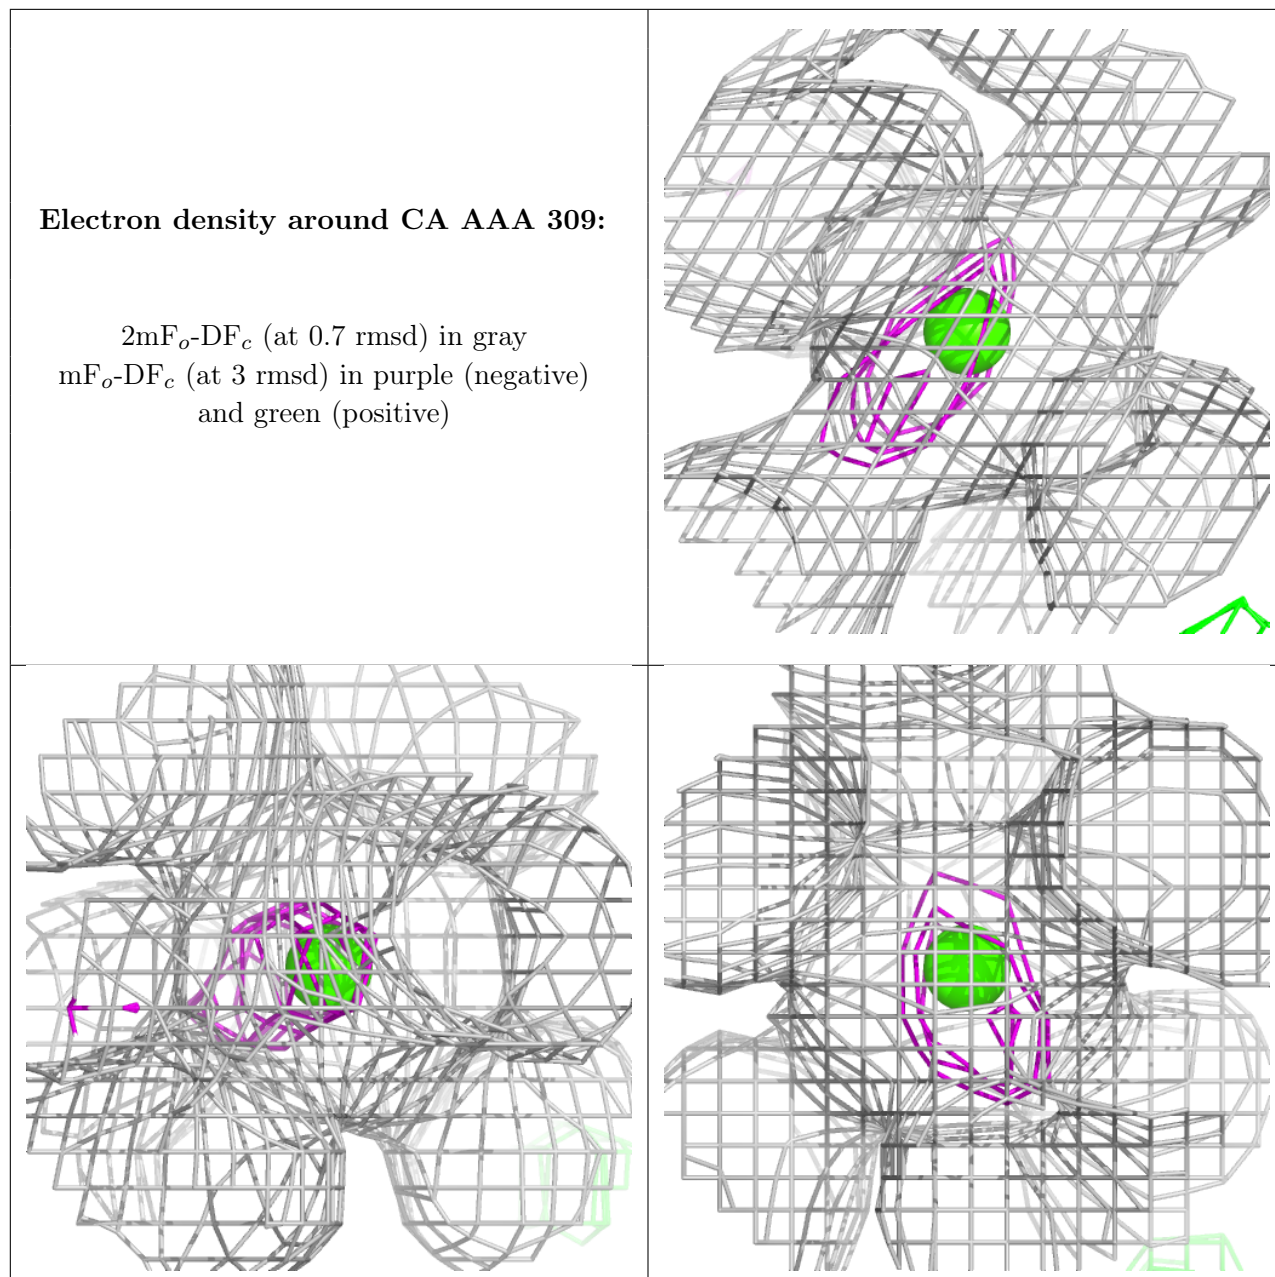 Electron density around CA AAA 309:
2mFo-DFc (at 0.7 rmsd) in gray
mFo-DFc (at 3 rmsd) in purple (negative)
and green (positive)